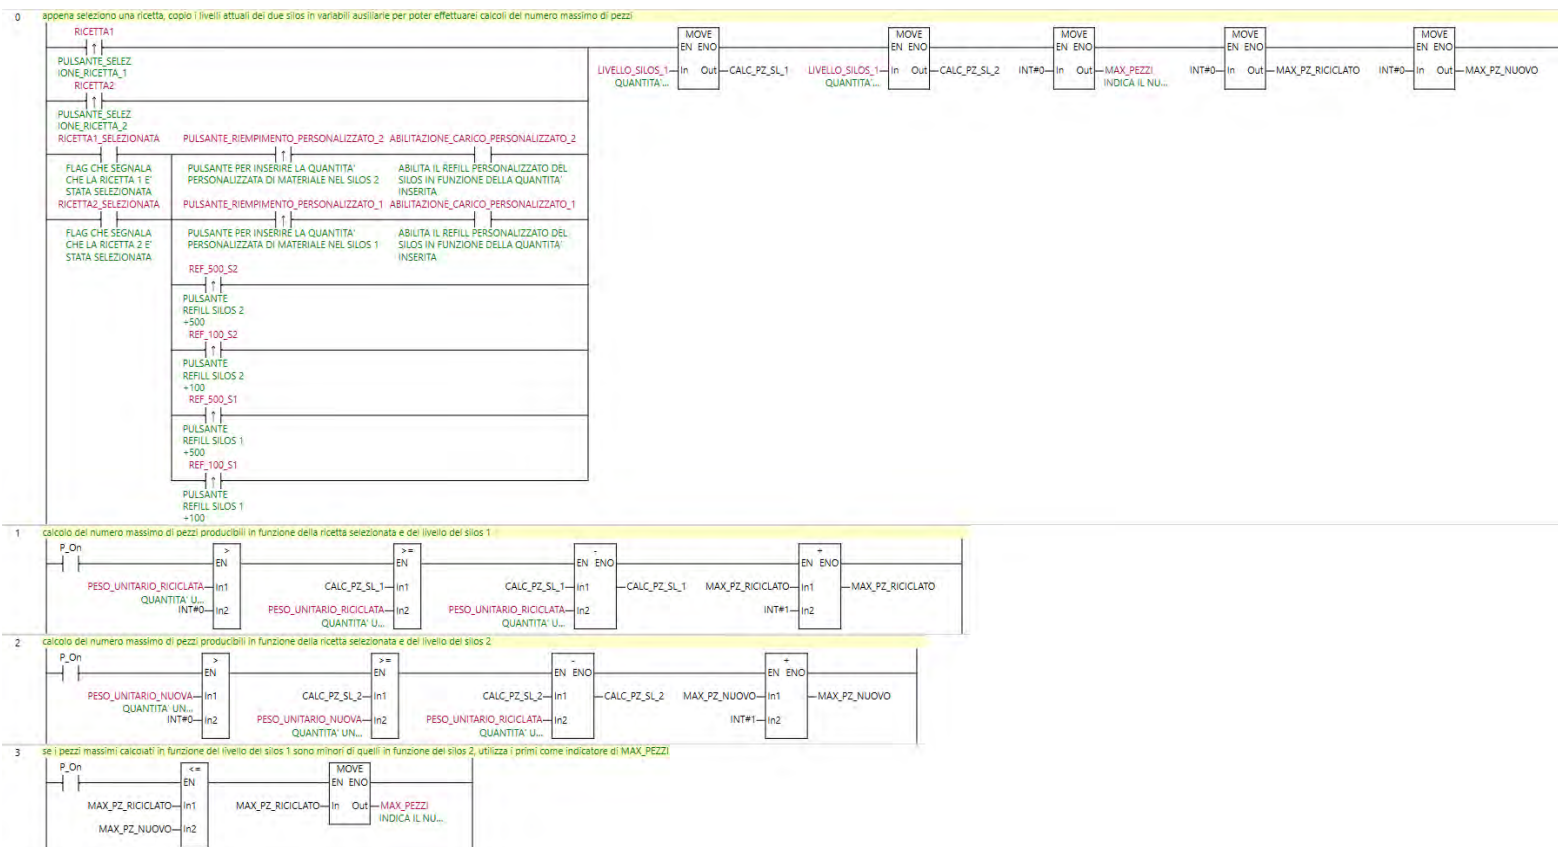 0 appena seleziono una ricetta, copio i livelli attuali dei due silos in variabili ausiliarie per poter effettuarei calcoli del numero massimo di pezzi
RICETTA1
PULSANTE_SELEZ
IONE_RICETTA_1
RICETTA2
PULSANTE_SELEZ
IONE_RICETTA_2
MOVE
EN ENO
LIVELLO_SILOS_1 In Out CALC_PZ_SL_1
QUANTITA'...
MOVE
EN ENO
LIVELLO_SILOS_1 In Out CALC_PZ_SL_2
QUANTITA'...
MOVE
EN ENO
INT#0 In Out MAX_PEZZI
INDICA IL NU...
MOVE
EN ENO
INT#0 In Out MAX_PZ_RICICLATO
MOVE
EN ENO
INT#0 In Out MAX_PZ_NUOVO
RICETTA1_SELEZIONATA PULSANTE_RIEMPIMENTO_PERSONALIZZATO_2 ABILITAZIONE_CARICO_PERSONALIZZATO_2
FLAG CHE SEGNALA
CHE LA RICETTA 1 E'
STATA SELEZIONATA
PULSANTE PER INSERIRE LA QUANTITA'
PERSONALIZZATA DI MATERIALE NEL SILOS 2
ABILITA IL REFILL PERSONALIZZATO DEL
SILOS IN FUNZIONE DELLA QUANTITA'
INSERITA
RICETTA2_SELEZIONATA PULSANTE_RIEMPIMENTO_PERSONALIZZATO_1 ABILITAZIONE_CARICO_PERSONALIZZATO_1
FLAG CHE SEGNALA
CHE LA RICETTA 2 E'
STATA SELEZIONATA
PULSANTE PER INSERIRE LA QUANTITA'
PERSONALIZZATA DI MATERIALE NEL SILOS 1
ABILITA IL REFILL PERSONALIZZATO DEL
SILOS IN FUNZIONE DELLA QUANTITA'
INSERITA
REF_500_S2
PULSANTE
REFILL SILOS 2
+500
REF_100_S2
PULSANTE
REFILL SILOS 2
+100
REF_500_S1
PULSANTE
REFILL SILOS 1
+500
REF_100_S1
PULSANTE
REFILL SILOS 1
+100
1 calcolo del numero massimo di pezzi producibili in funzione della ricetta selezionata e del livello del silos 1
P_On
>
EN
PESO_UNITARIO_RICICLATA In1
QUANTITA' U...
INT#0 In2
>=
EN
CALC_PZ_SL_1 In1
PESO_UNITARIO_RICICLATA In2
QUANTITA' U...
-
EN ENO
CALC_PZ_SL_1 In1 CALC_PZ_SL_1
PESO_UNITARIO_RICICLATA In2
QUANTITA' U...
+
EN ENO
MAX_PZ_RICICLATO In1 MAX_PZ_RICICLATO
INT#1 In2
2 calcolo del numero massimo di pezzi producibili in funzione della ricetta selezionata e del livello del silos 2
P_On
>
EN
PESO_UNITARIO_NUOVA In1
QUANTITA' UN...
INT#0 In2
>=
EN
CALC_PZ_SL_2 In1
PESO_UNITARIO_NUOVA In2
QUANTITA' UN...
-
EN ENO
CALC_PZ_SL_2 In1 CALC_PZ_SL_2
PESO_UNITARIO_RICICLATA In2
QUANTITA' U...
+
EN ENO
MAX_PZ_NUOVO In1 MAX_PZ_NUOVO
INT#1 In2
3 se i pezzi massimi calcolati in funzione del livello del silos 1 sono minori di quelli in funzione del silos 2, utilizza i primi come indicatore di MAX_PEZZI
P_On
<=
EN
MAX_PZ_RICICLATO In1
MAX_PZ_NUOVO In2
MOVE
EN ENO
MAX_PZ_RICICLATO In Out MAX_PEZZI
INDICA IL NU...